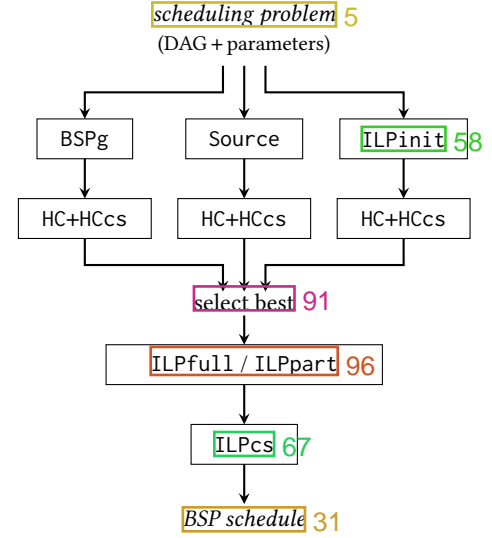 scheduling problem 5
(DAG + parameters)
BSPg Source ILPinit 58
HC+HCcs HC+HCcs HC+HCcs
select best 91
ILPfull / ILPpart 96
ILPcs 67
BSP schedule 31